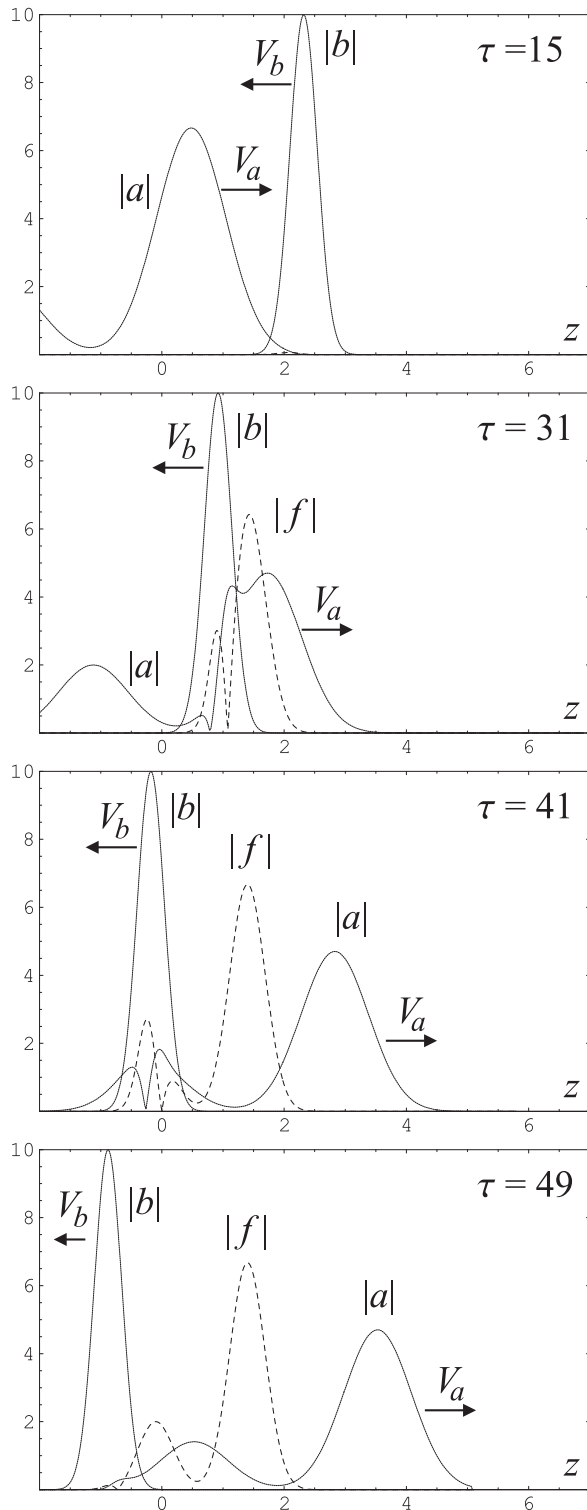 10
8
6
4
2
|b|
V_b
τ = 15
V_a
|a|
z
0 2 4 6
10
8
6
4
2
|b|
V_b
τ = 31
|f|
V_a
|a|
z
0 2 4 6
10
8
6
4
2
|b|
V_b
τ = 41
|f|
|a|
V_a
z
0 2 4 6
10
8
6
4
2
V_b
|b|
τ = 49
|f|
|a|
V_a
z
0 2 4 6